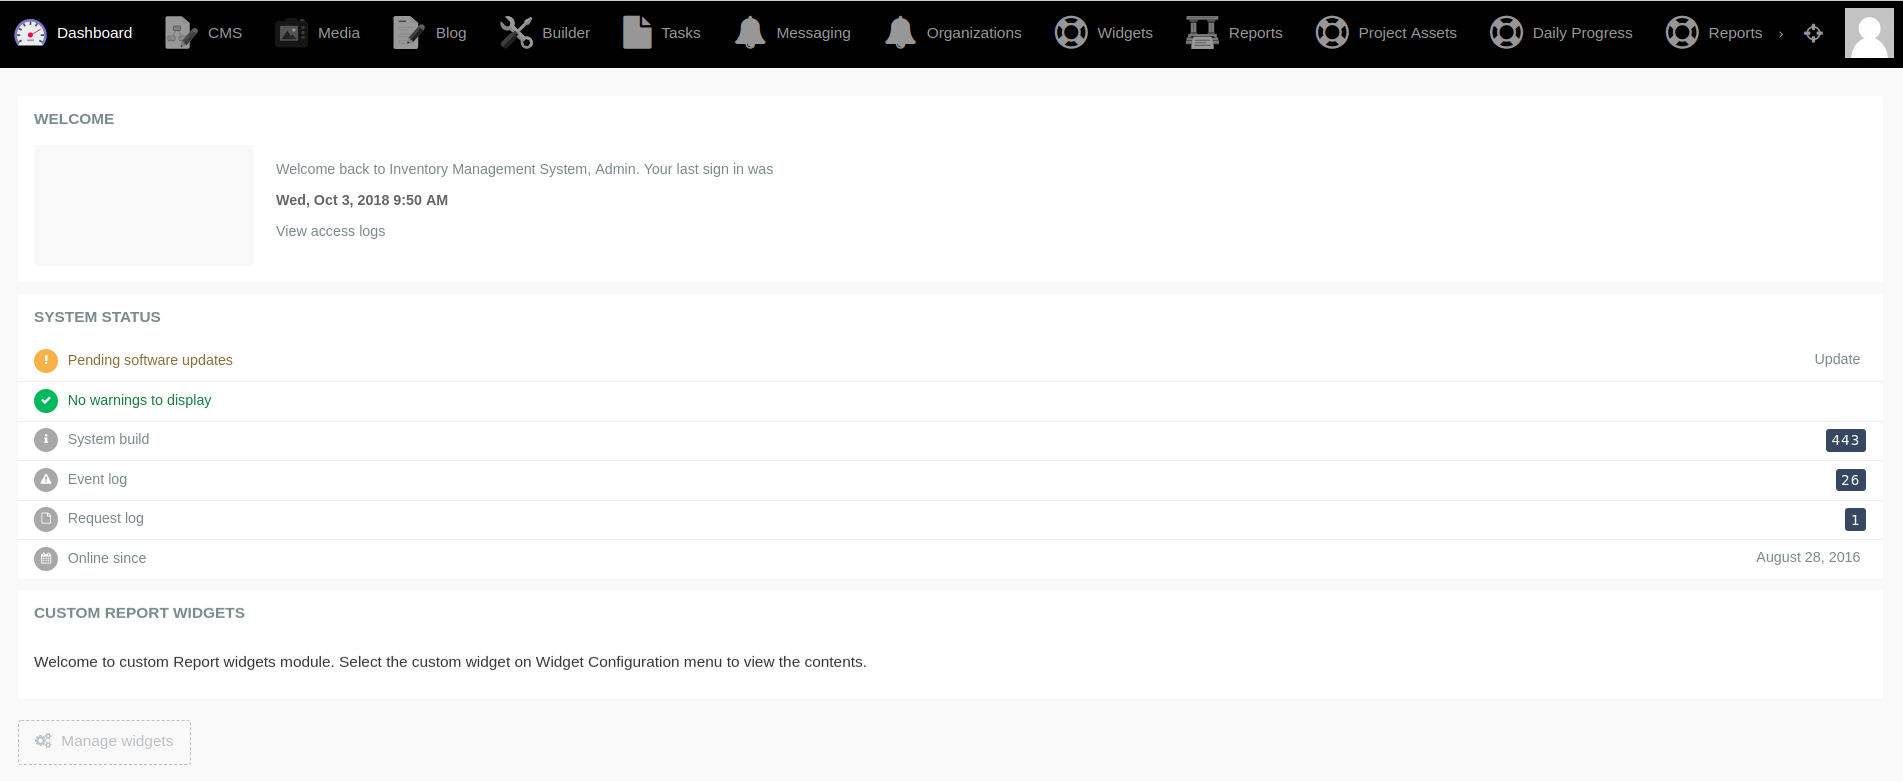 Dashboard CMS Media Blog Builder Tasks Messaging Organizations Widgets Reports Project Assets Daily Progress Reports ›
WELCOME
Welcome back to Inventory Management System, Admin. Your last sign in was
Wed, Oct 3, 2018 9:50 AM
View access logs
SYSTEM STATUS
Pending software updates Update
No warnings to display
System build 443
Event log 26
Request log 1
Online since August 28, 2016
CUSTOM REPORT WIDGETS
Welcome to custom Report widgets module. Select the custom widget on Widget Configuration menu to view the contents.
Manage widgets